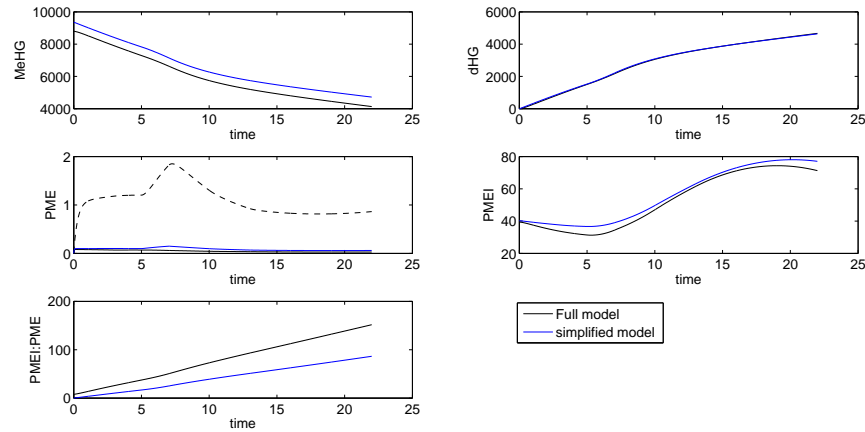 10000
8000
6000
4000
MeHG
0 5 10 15 20 25
time
6000
4000
2000
0
dHG
0 5 10 15 20 25
time
2
1
0
PME
0 5 10 15 20 25
time
80
60
40
20
PMEI
0 5 10 15 20 25
time
200
100
0
PMEI:PME
0 5 10 15 20 25
time
Full model
simplified model